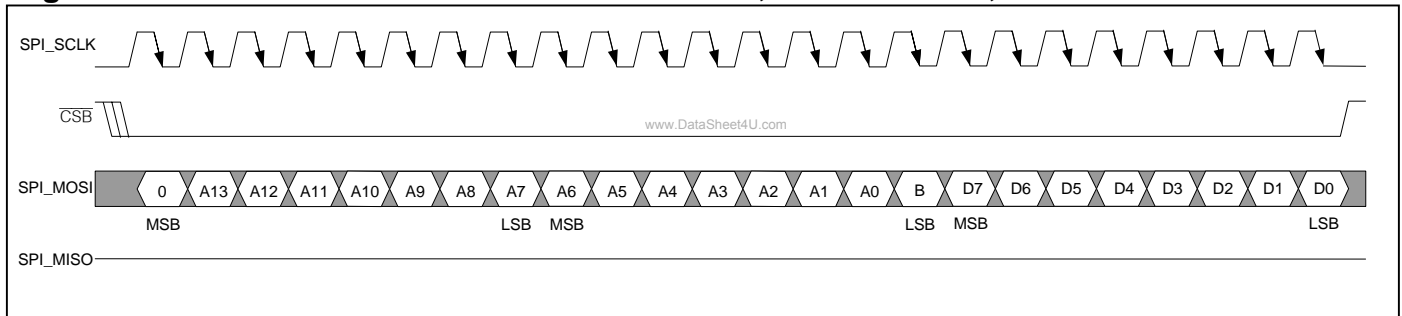 SPI_SCLK
CSB
www.DataSheet4U.com
SPI_MOSI 0 A13 A12 A11 A10 A9 A8 A7 A6 A5 A4 A3 A2 A1 A0 B D7 D6 D5 D4 D3 D2 D1 D0
MSB LSB MSB LSB MSB LSB
SPI_MISO